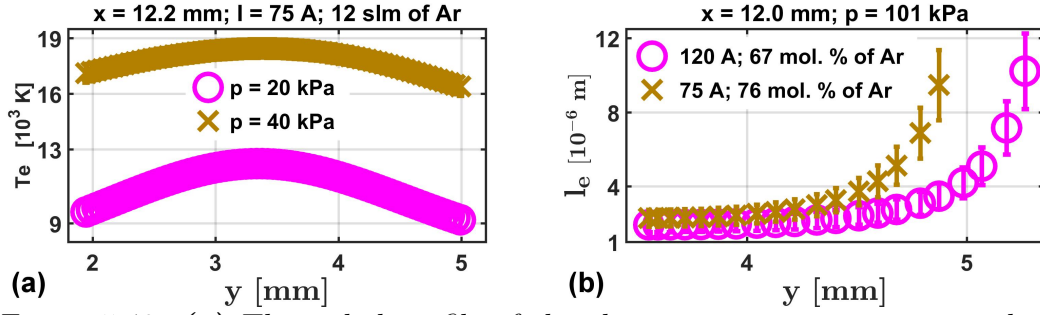 x = 12.2 mm; I = 75 A; 12 slm of Ar
19
16
13
9
Te [10³ K]
p = 20 kPa
p = 40 kPa
2 3 4 5
(a)
y [mm]
x = 12.0 mm; p = 101 kPa
12
8
4
1
l_e [10⁻⁶ m]
120 A; 67 mol. % of Ar
75 A; 76 mol. % of Ar
4 5
(b)
y [mm]